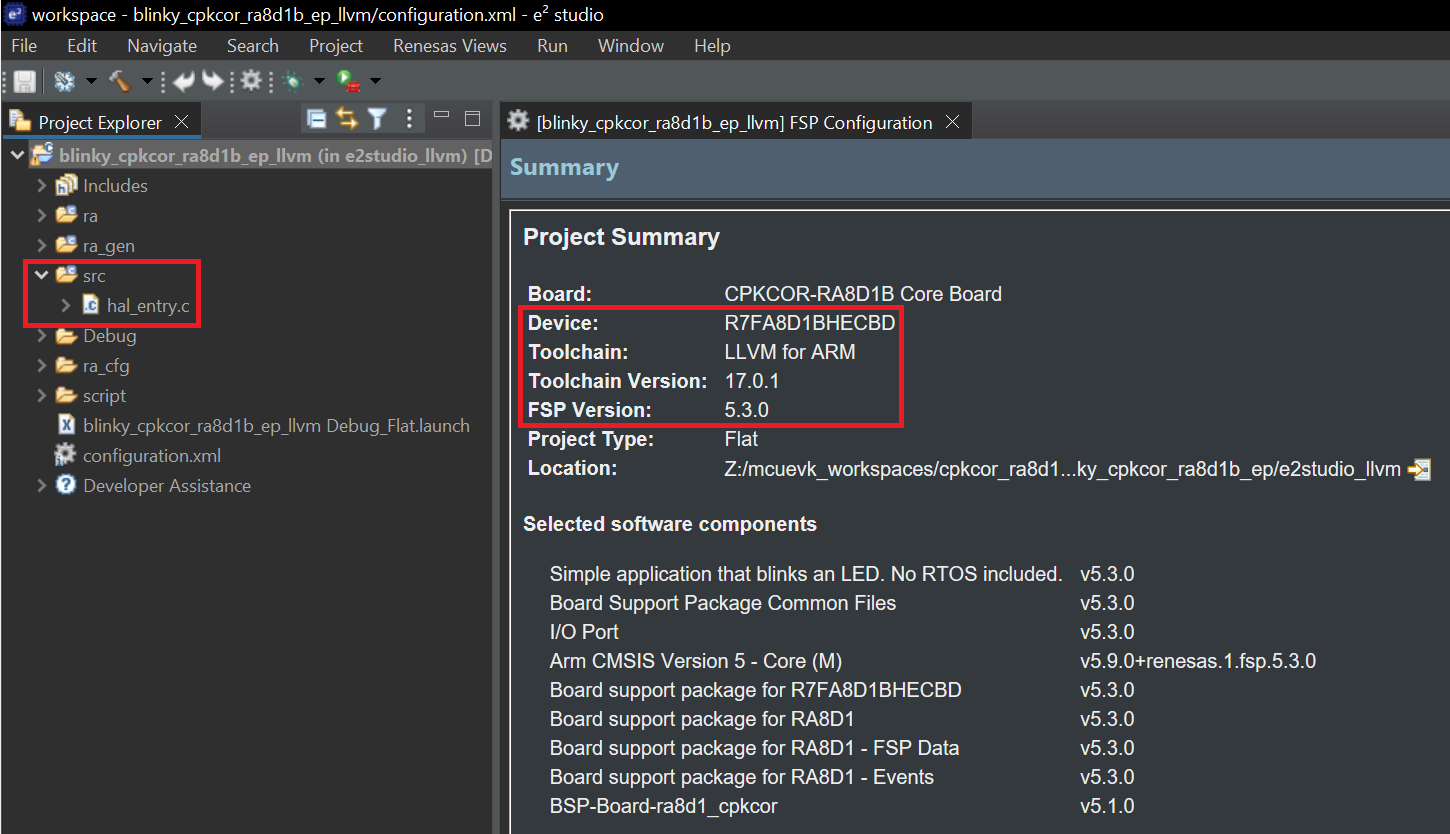 workspace - blinky_cpkcor_ra8d1b_ep_llvm/configuration.xml - e² studio
File Edit Navigate Search Project Renesas Views Run Window Help
Project Explorer
[blinky_cpkcor_ra8d1b_ep_llvm] FSP Configuration
blinky_cpkcor_ra8d1b_ep_llvm (in e2studio_llvm) [D
Includes
ra
ra_gen
src
hal_entry.c
Debug
ra_cfg
script
blinky_cpkcor_ra8d1b_ep_llvm Debug_Flat.launch
configuration.xml
Developer Assistance
Summary
Project Summary
Board: CPKCOR-RA8D1B Core Board
Device: R7FA8D1BHECBD
Toolchain: LLVM for ARM
Toolchain Version: 17.0.1
FSP Version: 5.3.0
Project Type: Flat
Location: Z:/mcuevk_workspaces/cpkcor_ra8d1...ky_cpkcor_ra8d1b_ep/e2studio_llvm
Selected software components
Simple application that blinks an LED. No RTOS included. v5.3.0
Board Support Package Common Files v5.3.0
I/O Port v5.3.0
Arm CMSIS Version 5 - Core (M) v5.9.0+renesas.1.fsp.5.3.0
Board support package for R7FA8D1BHECBD v5.3.0
Board support package for RA8D1 v5.3.0
Board support package for RA8D1 - FSP Data v5.3.0
Board support package for RA8D1 - Events v5.3.0
BSP-Board-ra8d1_cpkcor v5.1.0